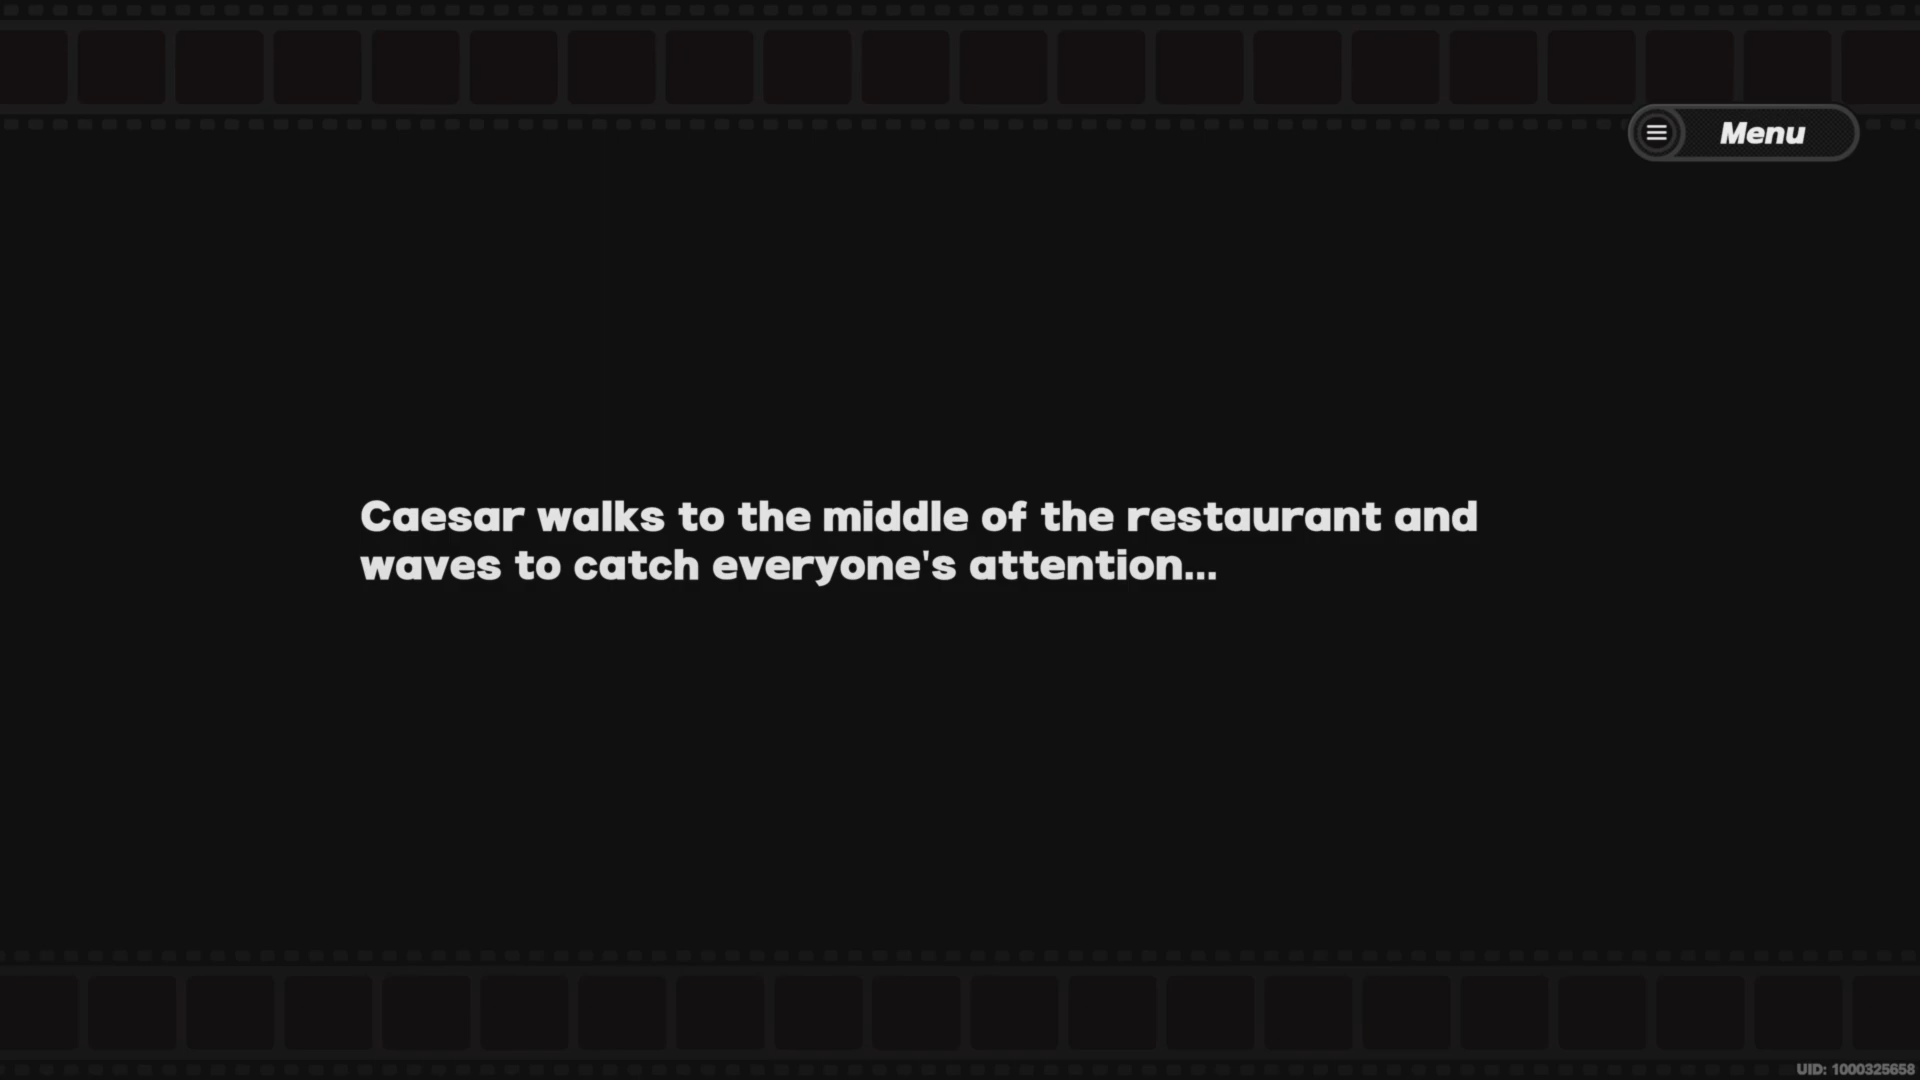 Menu
Caesar walks to the middle of the restaurant and
waves to catch everyone's attention...
UID: 1000325658